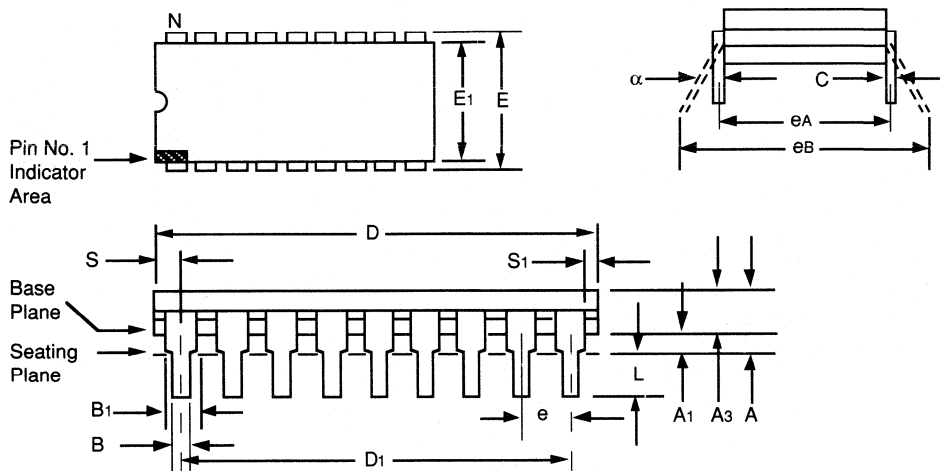 N
E1
E
Pin No. 1
Indicator
Area
α
C
eA
eB
D
S
S1
Base
Plane
Seating
Plane
L
B1
e
A1
A3
A
B
D1